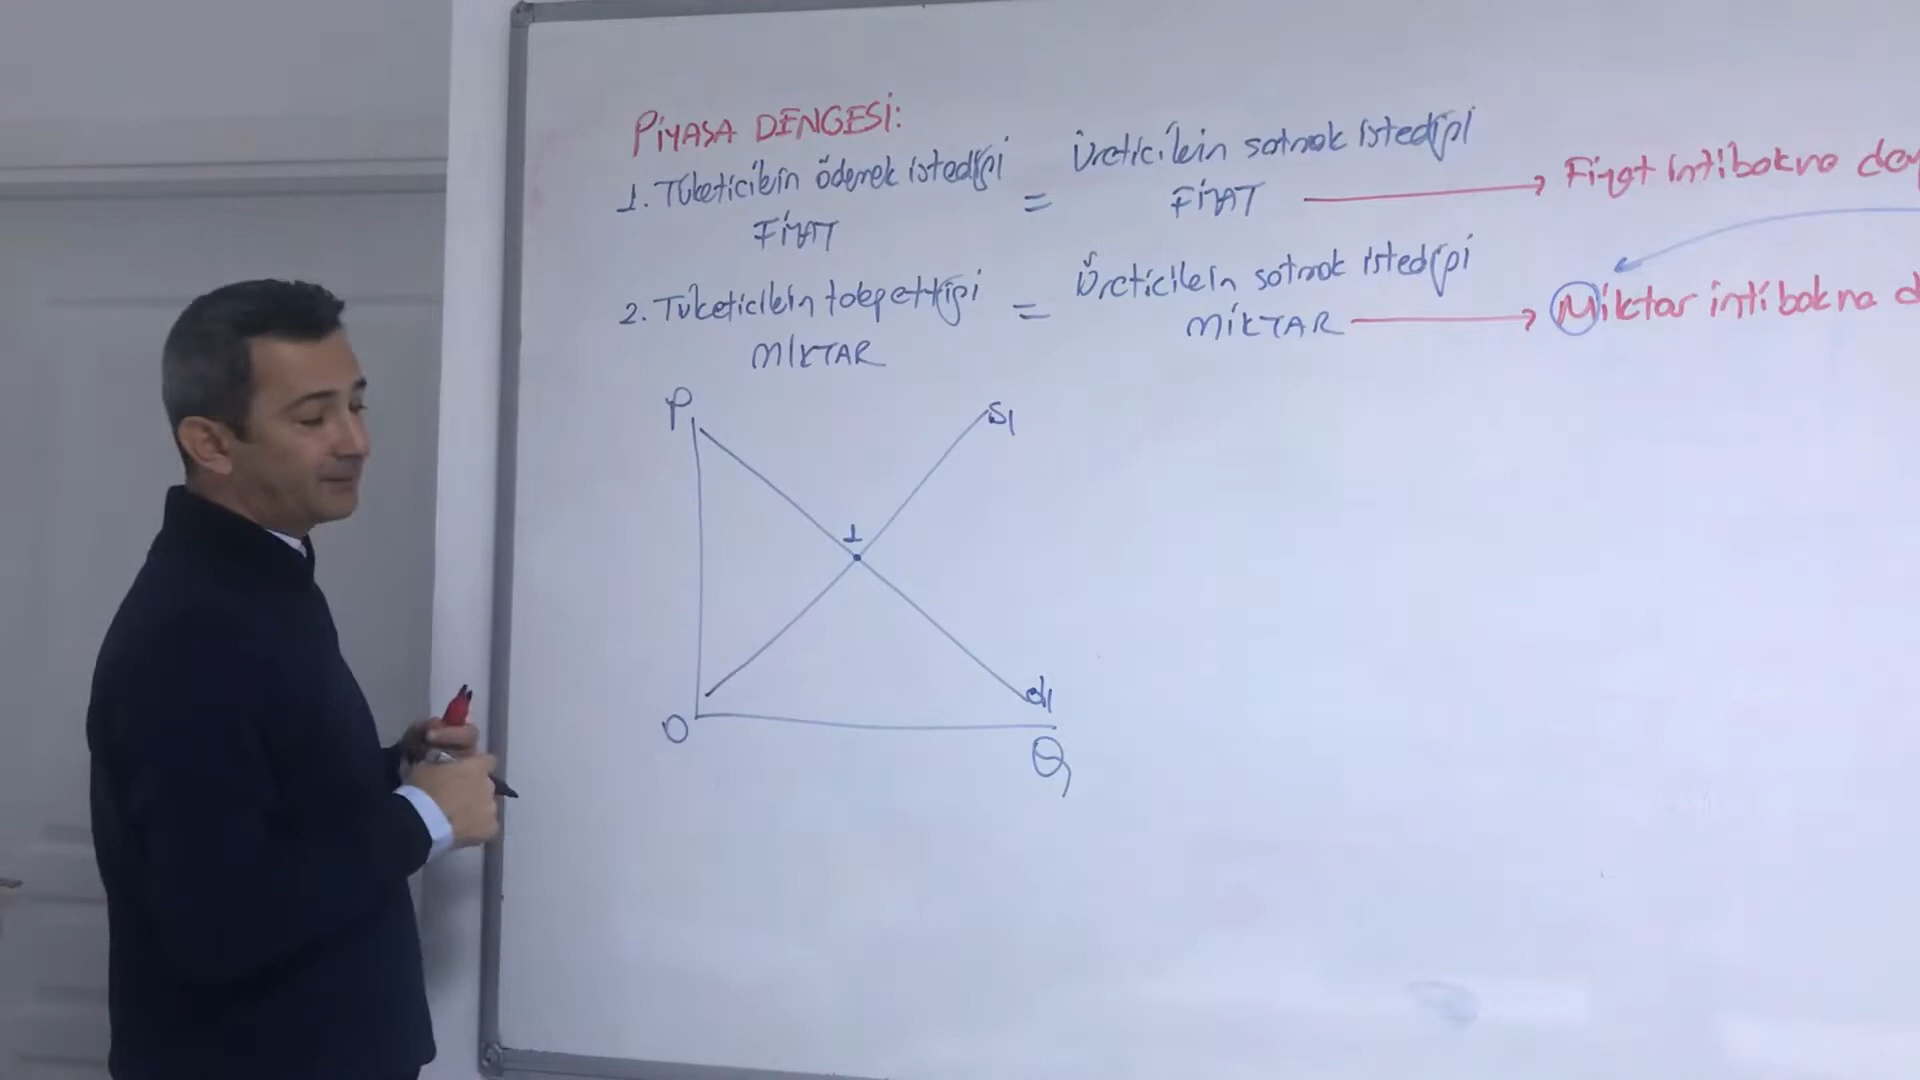 PİYASA DENGESİ:
1. Tüketicilerin ödemek istediği = Üreticilerin satmak istediği
FİYAT FİYAT → Fiyat intibakına
2. Tüketicilerin talep ettiği = Üreticilerin satmak istediği
MİKTAR MİKTAR → Miktar intibakına
P
S1
1
d1
O
Q